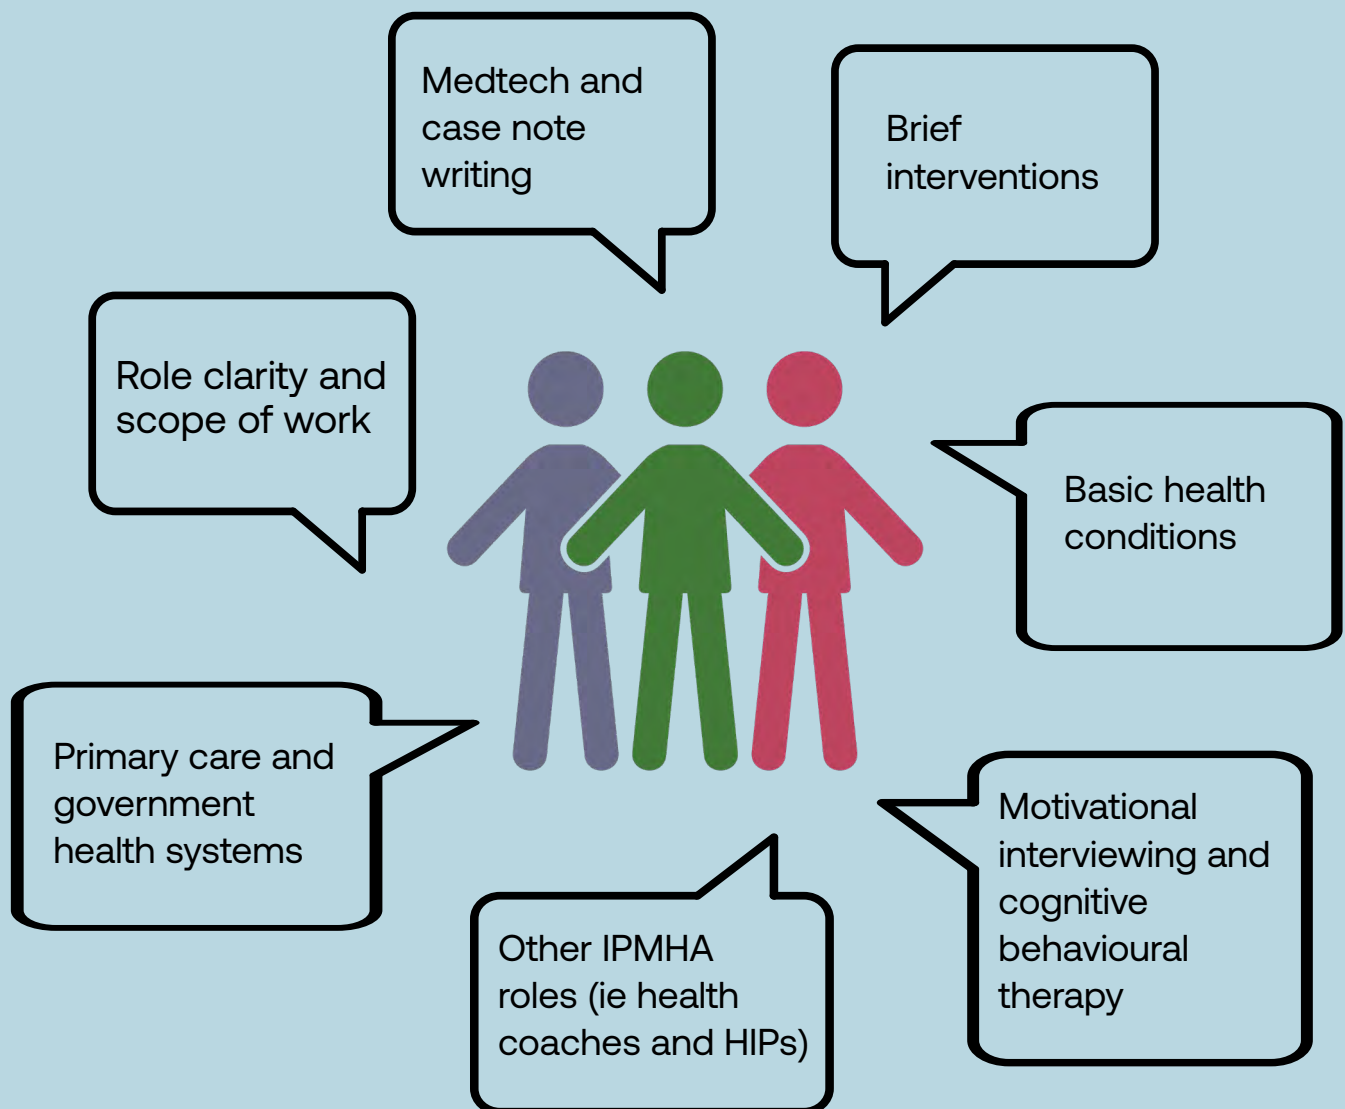 Medtech and
case note
writing
Brief
interventions
Role clarity and
scope of work
Basic health
conditions
Primary care and
government
health systems
Motivational
interviewing and
cognitive
behavioural
therapy
Other IPMHA
roles (ie health
coaches and HIPs)